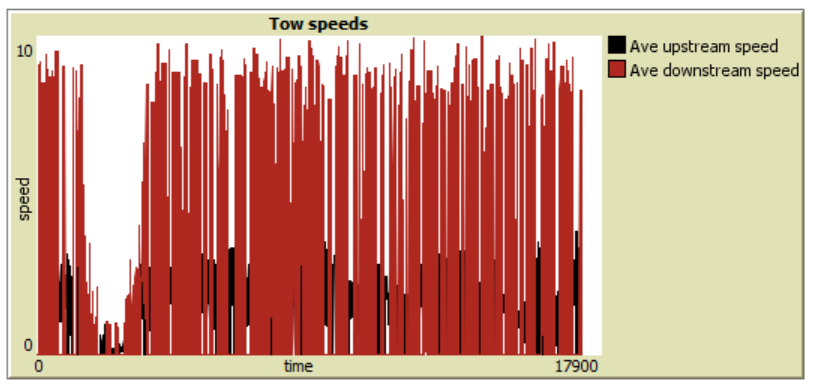 Tow speeds
10
speed
0
0
time
17900
Ave upstream speed
Ave downstream speed